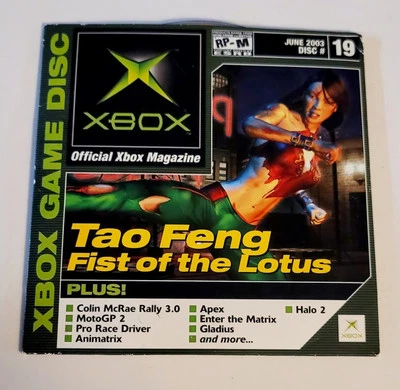 XBOX GAME DISC
XBOX
Official Xbox Magazine
RP-M
JUNE 2003
DISC # 19
Tao Feng
Fist of the Lotus
PLUS!
Colin McRae Rally 3.0
MotoGP 2
Pro Race Driver
Animatrix
Apex
Enter the Matrix
Gladius
and more...
Halo 2
XBOX